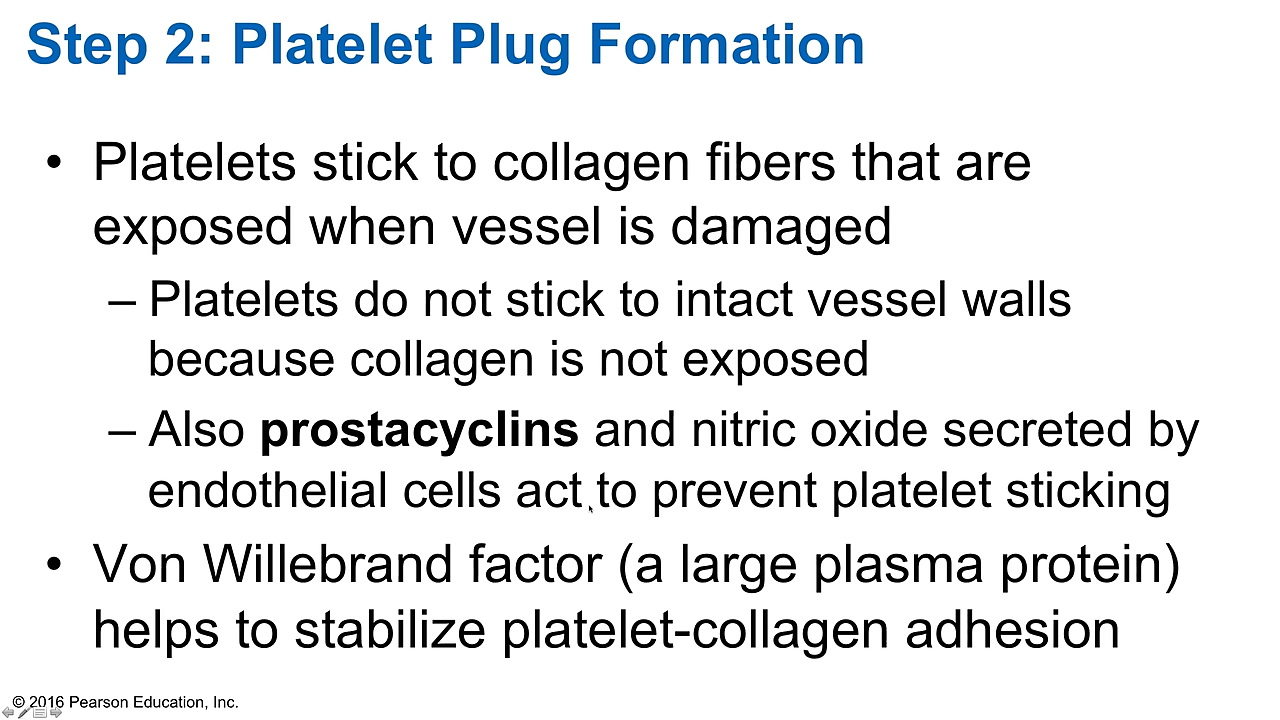 Step 2: Platelet Plug Formation
• Platelets stick to collagen fibers that are
exposed when vessel is damaged
– Platelets do not stick to intact vessel walls
because collagen is not exposed
– Also prostacyclins and nitric oxide secreted by
endothelial cells act to prevent platelet sticking
• Von Willebrand factor (a large plasma protein)
helps to stabilize platelet-collagen adhesion
© 2016 Pearson Education, Inc.